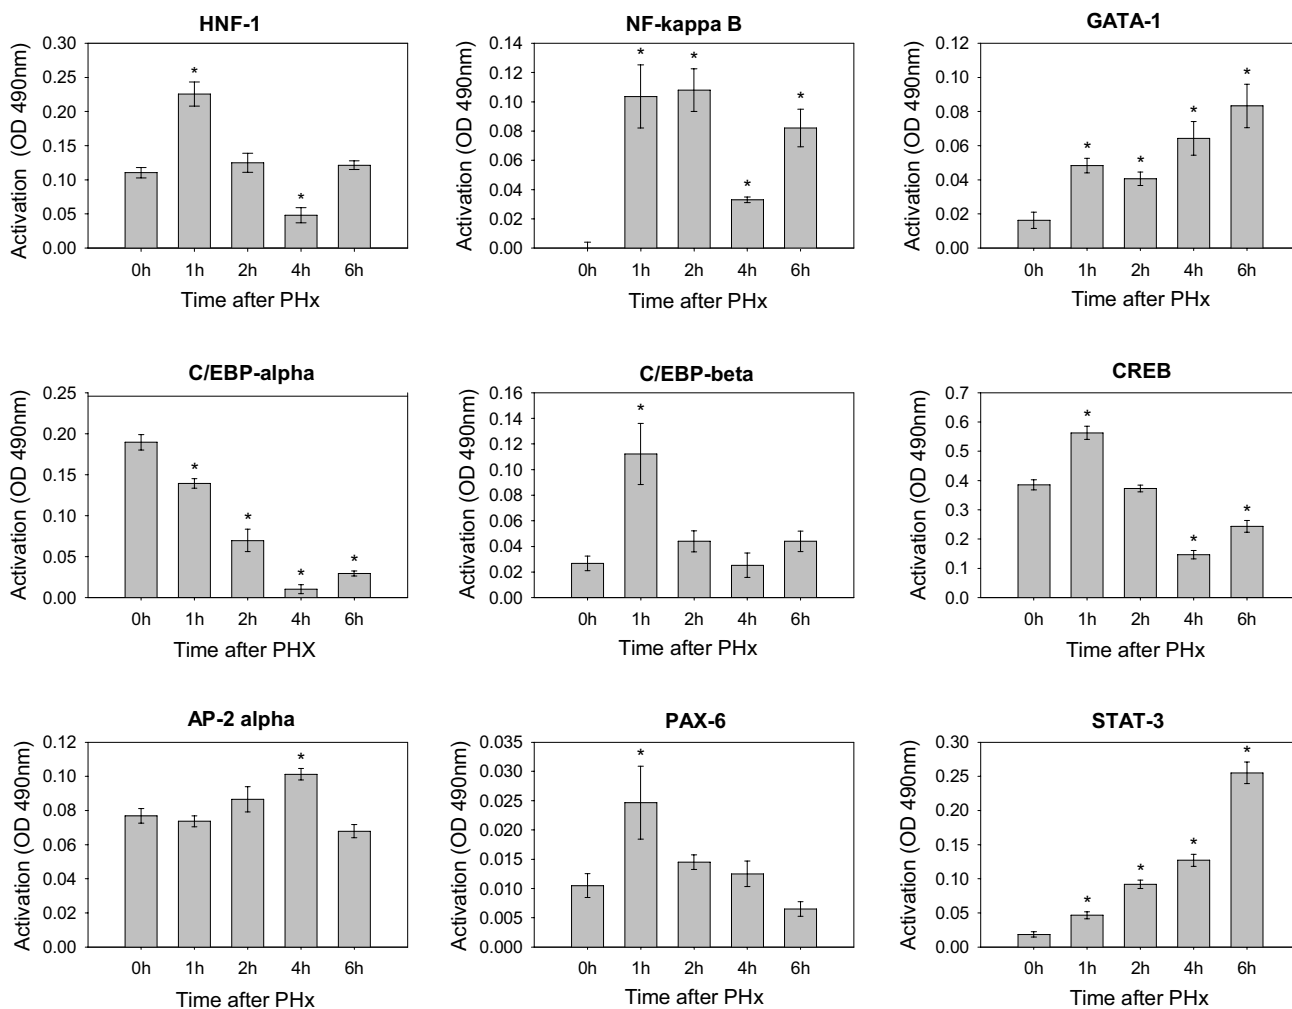 HNF-1
Activation (OD 490nm)
0.30
0.25
0.20
0.15
0.10
0.05
0.00
*
*
0h 1h 2h 4h 6h
Time after PHx
NF-kappa B
Activation (OD 490nm)
0.14
0.12
0.10
0.08
0.06
0.04
0.02
0.00
* * * *
0h 1h 2h 4h 6h
Time after PHx
GATA-1
Activation (OD 490nm)
0.12
0.10
0.08
0.06
0.04
0.02
0.00
* * * *
0h 1h 2h 4h 6h
Time after PHx
C/EBP-alpha
Activation (OD 490nm)
0.25
0.20
0.15
0.10
0.05
0.00
* * * *
0h 1h 2h 4h 6h
Time after PHX
C/EBP-beta
Activation (OD 490nm)
0.16
0.14
0.12
0.10
0.08
0.06
0.04
0.02
0.00
*
0h 1h 2h 4h 6h
Time after PHx
CREB
Activation (OD 490nm)
0.7
0.6
0.5
0.4
0.3
0.2
0.1
0.0
* * *
0h 1h 2h 4h 6h
Time after PHx
AP-2 alpha
Activation (OD 490nm)
0.12
0.10
0.08
0.06
0.04
0.02
0.00
*
0h 1h 2h 4h 6h
Time after PHx
PAX-6
Activation (OD 490nm)
0.035
0.030
0.025
0.020
0.015
0.010
0.005
0.000
*
0h 1h 2h 4h 6h
Time after PHx
STAT-3
Activation (OD 490nm)
0.30
0.25
0.20
0.15
0.10
0.05
0.00
* * * *
0h 1h 2h 4h 6h
Time after PHx